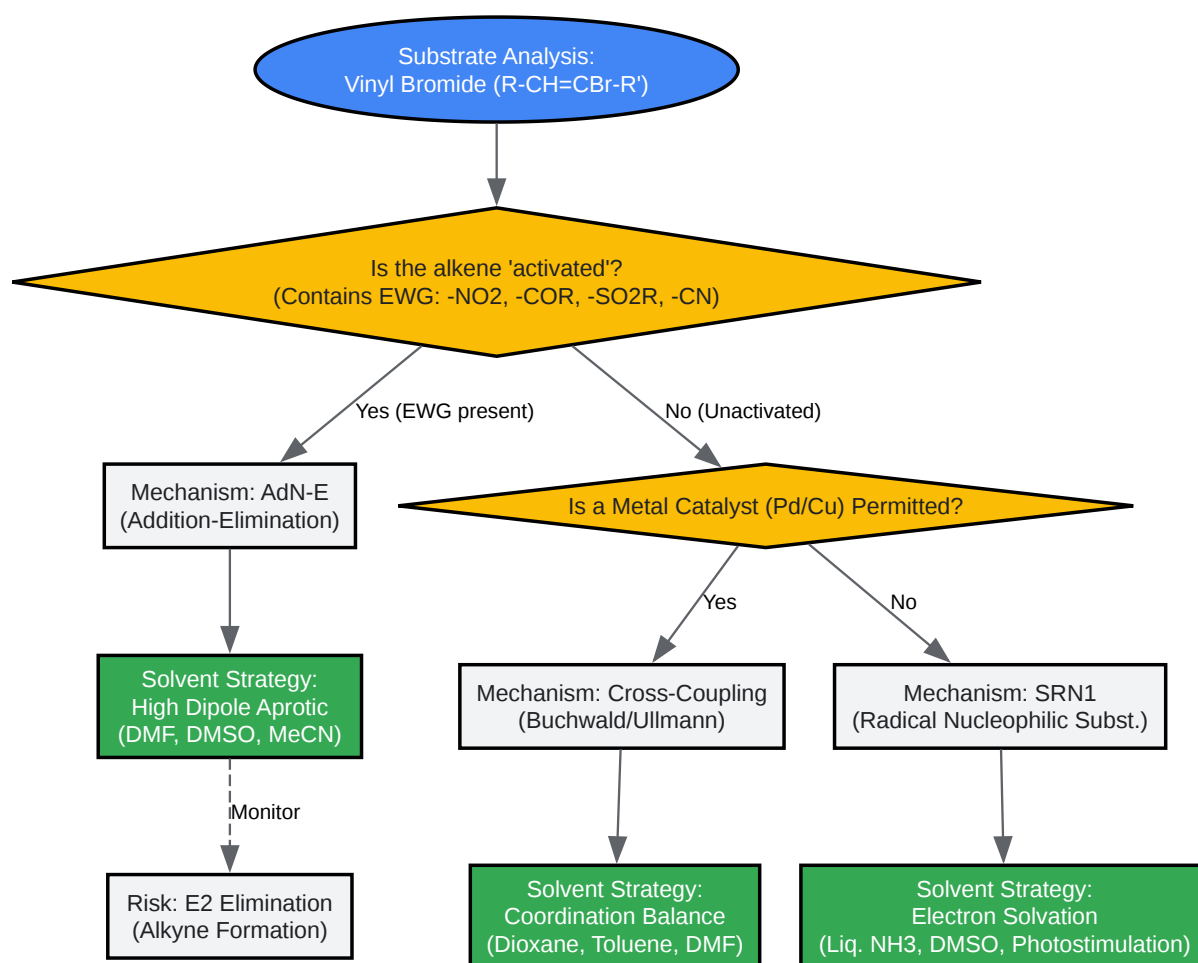 Substrate Analysis:
Vinyl Bromide (R-CH=CBr-R')
Is the alkene 'activated'?
(Contains EWG: -NO2, -COR, -SO2R, -CN)
Yes (EWG present)
No (Unactivated)
Mechanism: AdN-E
(Addition-Elimination)
Is a Metal Catalyst (Pd/Cu) Permitted?
Yes
No
Solvent Strategy:
High Dipole Aprotic
(DMF, DMSO, MeCN)
Mechanism: Cross-Coupling
(Buchwald/Ullmann)
Mechanism: SRN1
(Radical Nucleophilic Subst.)
Monitor
Risk: E2 Elimination
(Alkyne Formation)
Solvent Strategy:
Coordination Balance
(Dioxane, Toluene, DMF)
Solvent Strategy:
Electron Solvation
(Liq. NH3, DMSO, Photostimulation)